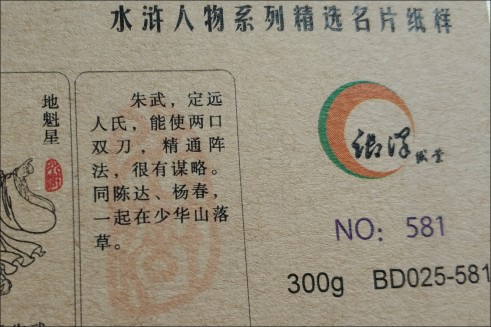 水浒人物系列精选名片纸样
地魁星
朱武，定远
人氏，能使两口
双刀，精通阵
法，很有谋略。
同陈达、杨春，
一起在少华山落
草。
盛堂
NO：581
300g BD025-581